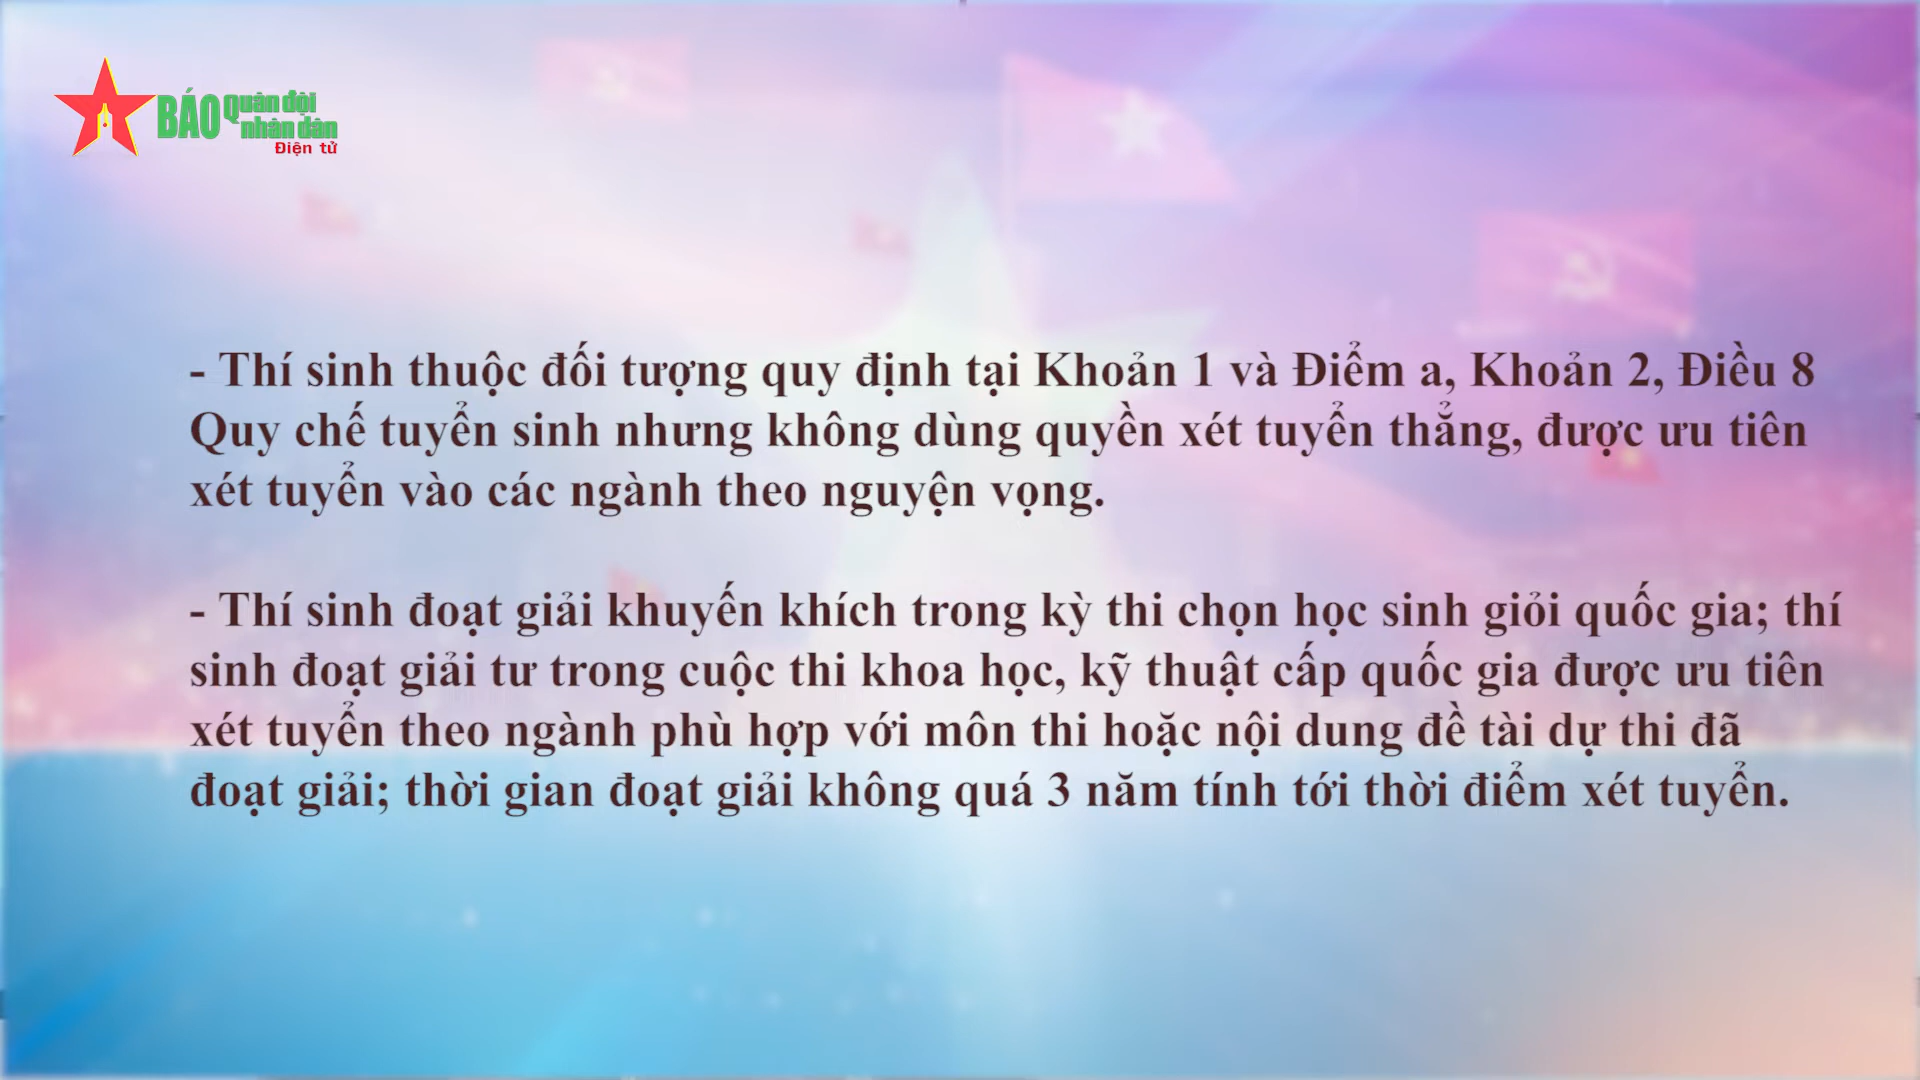 BÁO Quân đội
nhân dân
Điện tử
- Thí sinh thuộc đối tượng quy định tại Khoản 1 và Điểm a, Khoản 2, Điều 8
Quy chế tuyển sinh nhưng không dùng quyền xét tuyển thẳng, được ưu tiên
xét tuyển vào các ngành theo nguyện vọng.
- Thí sinh đoạt giải khuyến khích trong kỳ thi chọn học sinh giỏi quốc gia; thí
sinh đoạt giải tư trong cuộc thi khoa học, kỹ thuật cấp quốc gia được ưu tiên
xét tuyển theo ngành phù hợp với môn thi hoặc nội dung đề tài dự thi đã
đoạt giải; thời gian đoạt giải không quá 3 năm tính tới thời điểm xét tuyển.